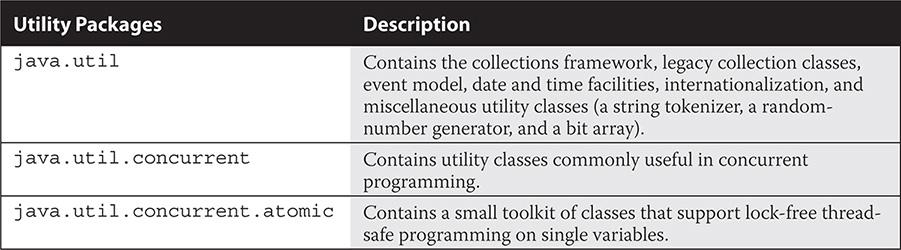 Utility Packages Description
java.util Contains the collections framework, legacy collection classes,
event model, date and time facilities, internationalization, and
miscellaneous utility classes (a string tokenizer, a random-
number generator, and a bit array).
java.util.concurrent Contains utility classes commonly useful in concurrent
programming.
java.util.concurrent.atomic Contains a small toolkit of classes that support lock-free thread-
safe programming on single variables.